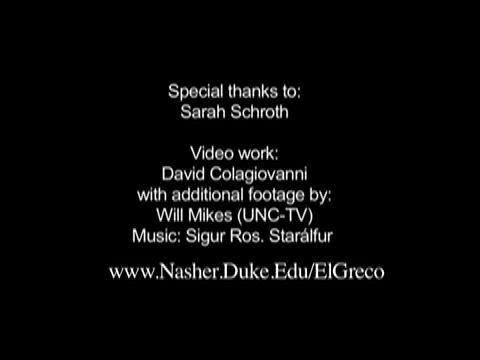 Special thanks to:
Sarah Schroth
Video work:
David Colagiovanni
with additional footage by:
Will Mikes (UNC-TV)
Music: Sigur Ros. Starálfur
www.Nasher.Duke.Edu/ElGreco